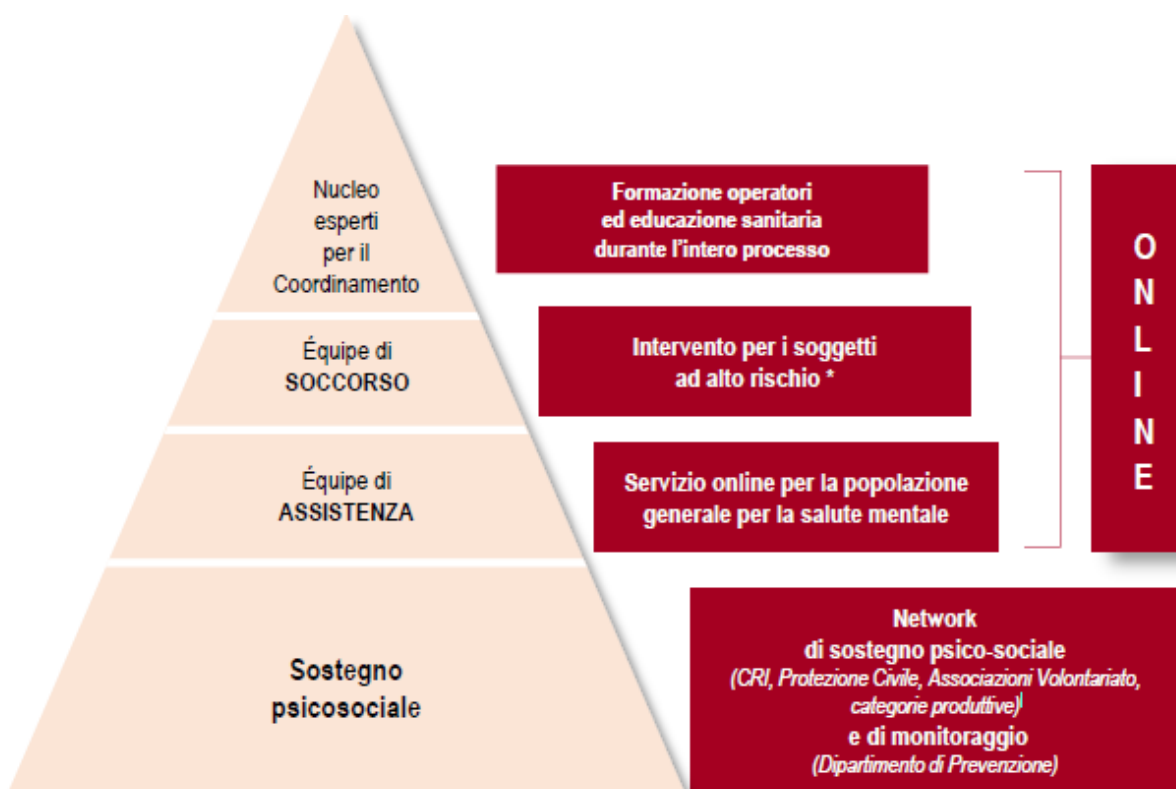 Nucleo
esperti
per il
Coordinamento
Formazione operatori
ed educazione sanitaria
durante l'intero processo
Équipe di
SOCCORSO
Intervento per i soggetti
ad alto rischio *
Équipe di
ASSISTENZA
Servizio online per la popolazione
generale per la salute mentale
O
N
L
I
N
E
Sostegno
psicosociale
Network
di sostegno psico-sociale
(CRI, Protezione Civile, Associazioni Volontariato,
categorie produttive)
e di monitoraggio
(Dipartimento di Prevenzione)